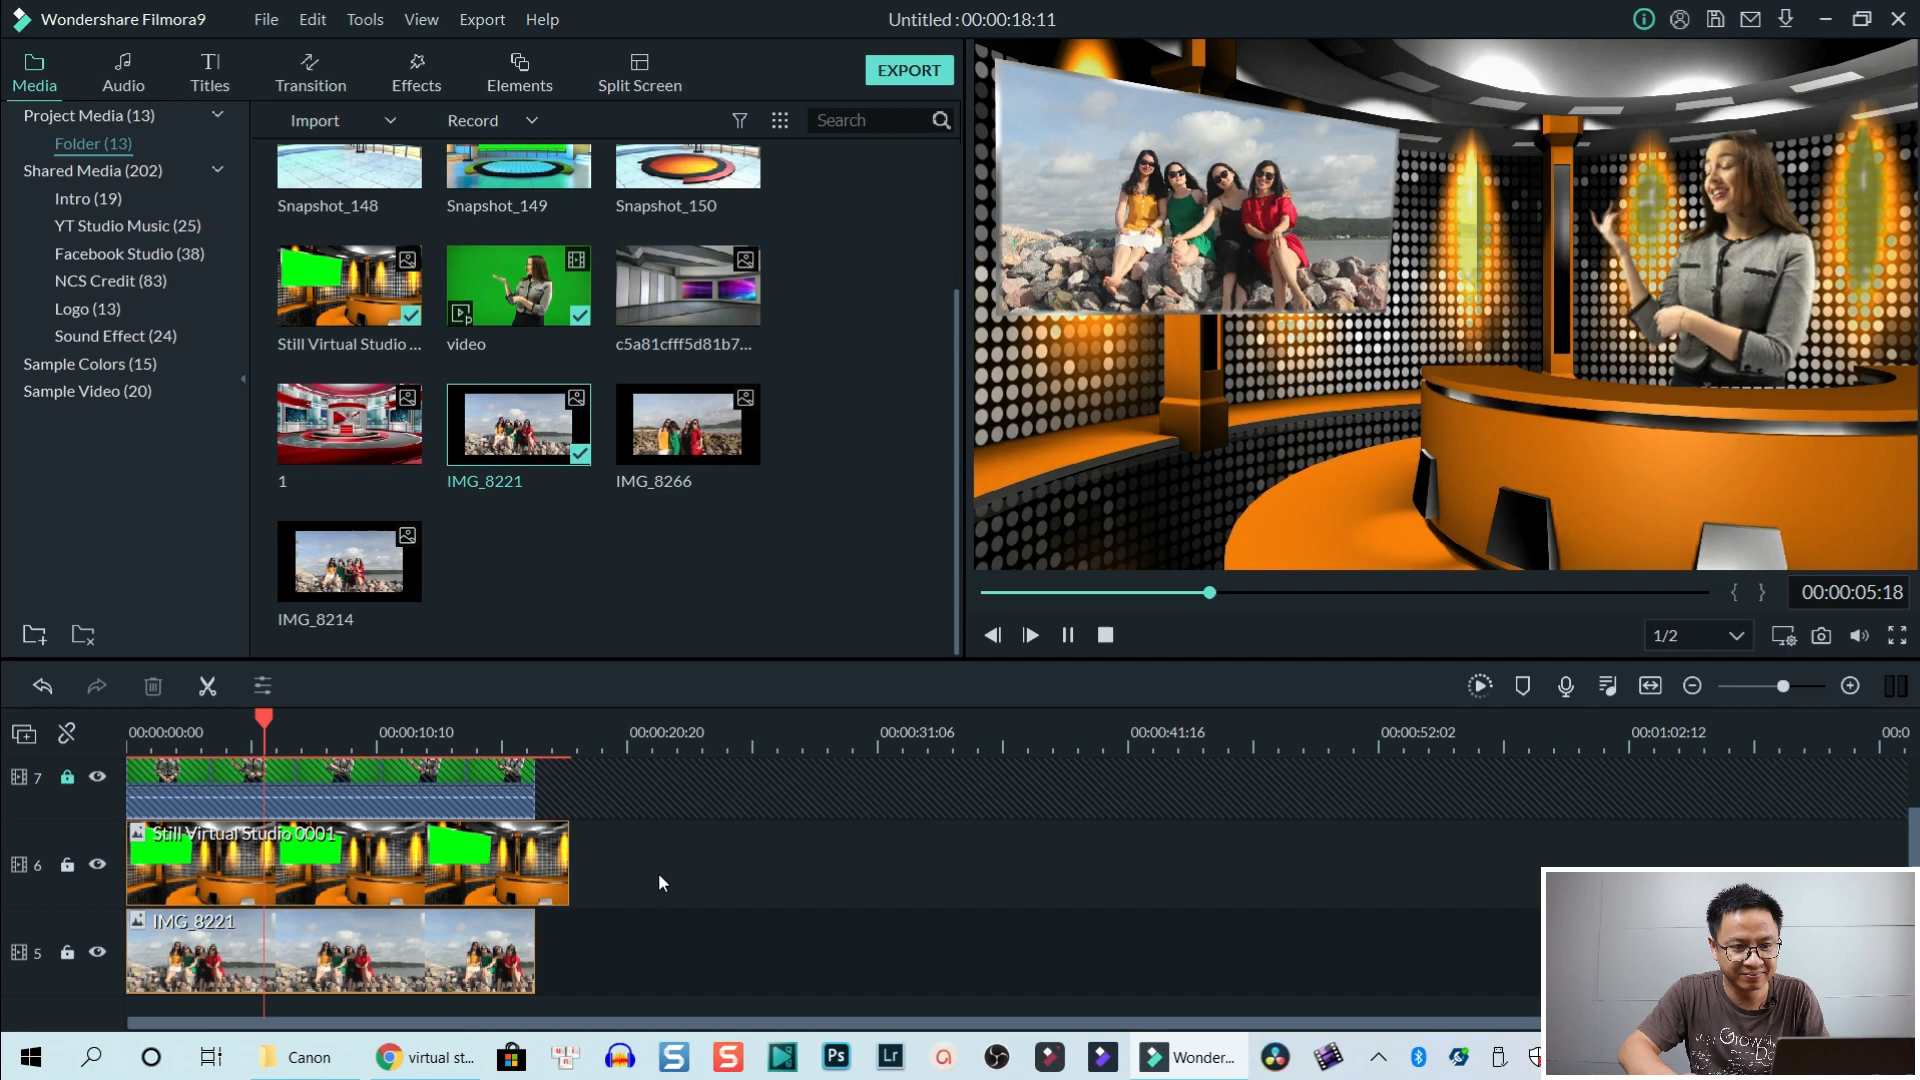 Wondershare Filmora9 File Edit Tools View Export Help Untitled : 00:00:18:11
Media Audio Titles Transition Effects Elements Split Screen EXPORT
Project Media (13)
Folder (13)
Shared Media (202)
Intro (19)
YT Studio Music (25)
Facebook Studio (38)
NCS Credit (83)
Logo (13)
Sound Effect (24)
Sample Colors (15)
Sample Video (20)
Import Record Search
Snapshot_148 Snapshot_149 Snapshot_150
Still Virtual Studio ... video c5a81cfff5d81b7...
1 IMG_8221 IMG_8266
IMG_8214
{ } 00:00:05:18
1/2
00:00:00:00 00:00:10:10 00:00:20:20 00:00:31:06 00:00:41:16 00:00:52:02 00:01:02:12 00:0
7
Still Virtual Studio 0001
6
IMG_8221
5
Canon virtual st... Ps Lr Wonder...